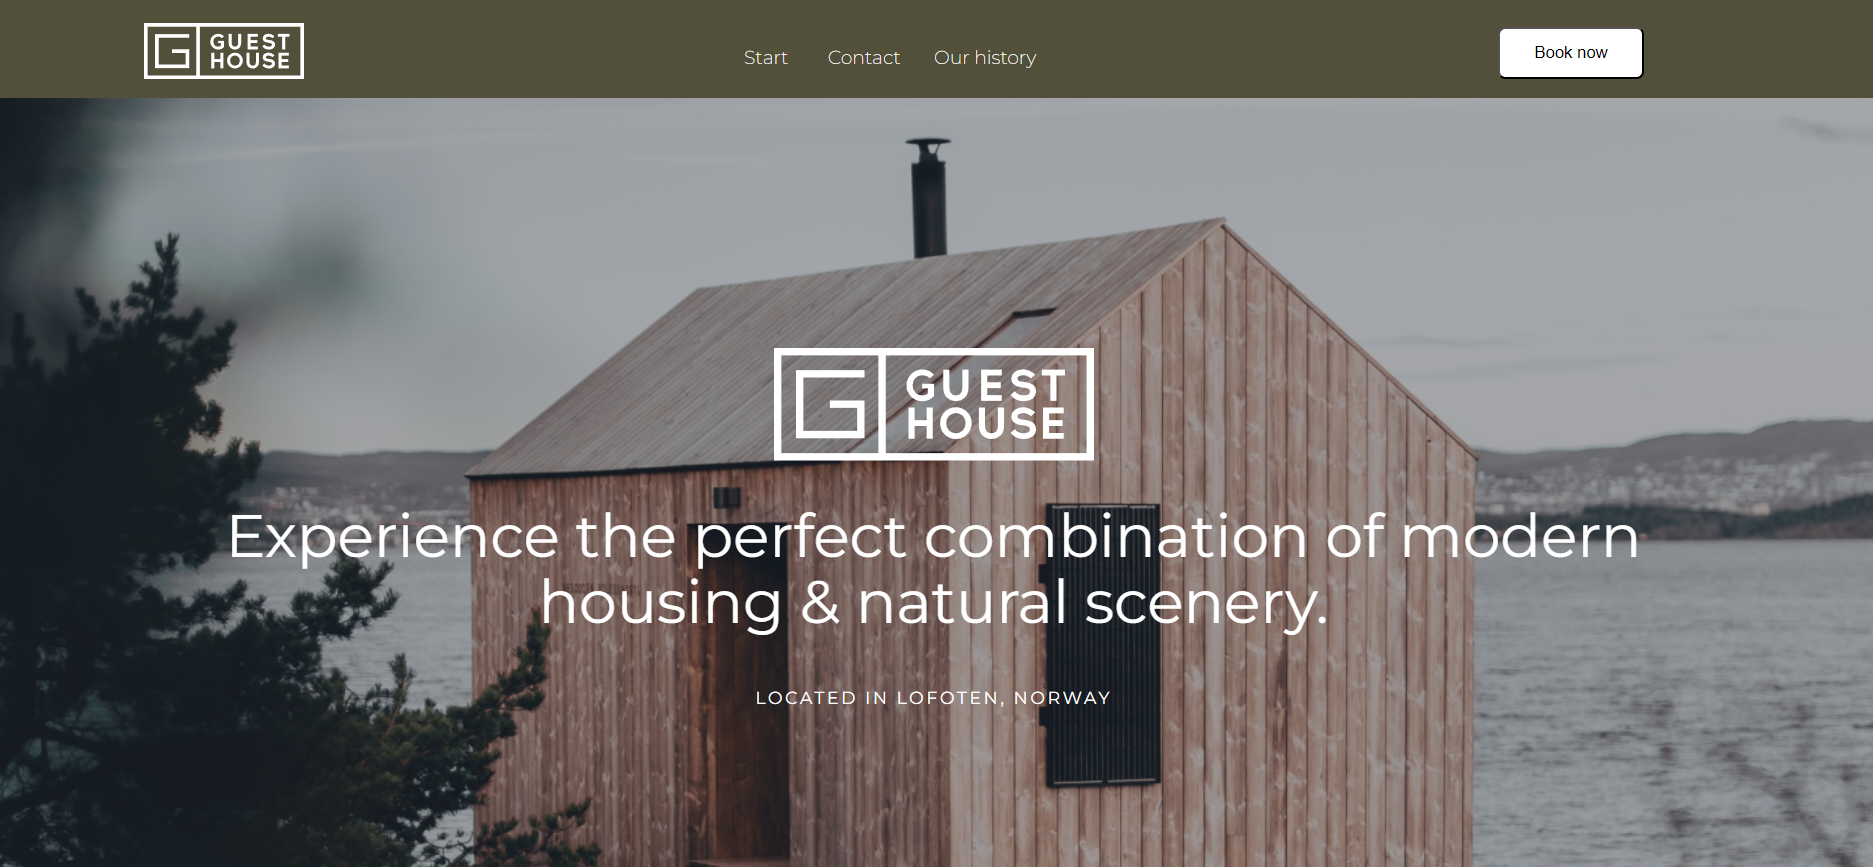 GUEST
HOUSE
Start Contact Our history
Book now
GUEST
HOUSE
Experience the perfect combination of modern
housing & natural scenery.
LOCATED IN LOFOTEN, NORWAY